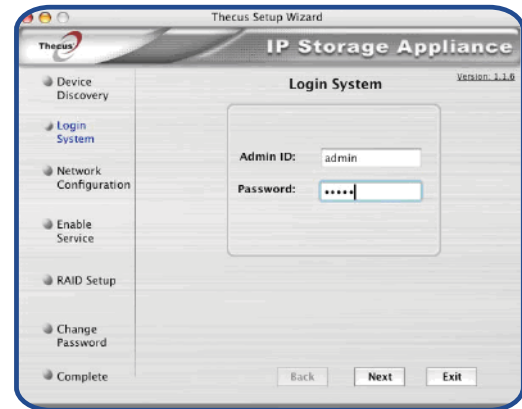 Thecus Setup Wizard
Thecus
IP Storage Appliance
Version: 1.1.6
Device
Discovery
Login
System
Network
Configuration
Enable
Service
RAID Setup
Change
Password
Complete
Login System
Admin ID:
admin
Password:
•••••
Back
Next
Exit